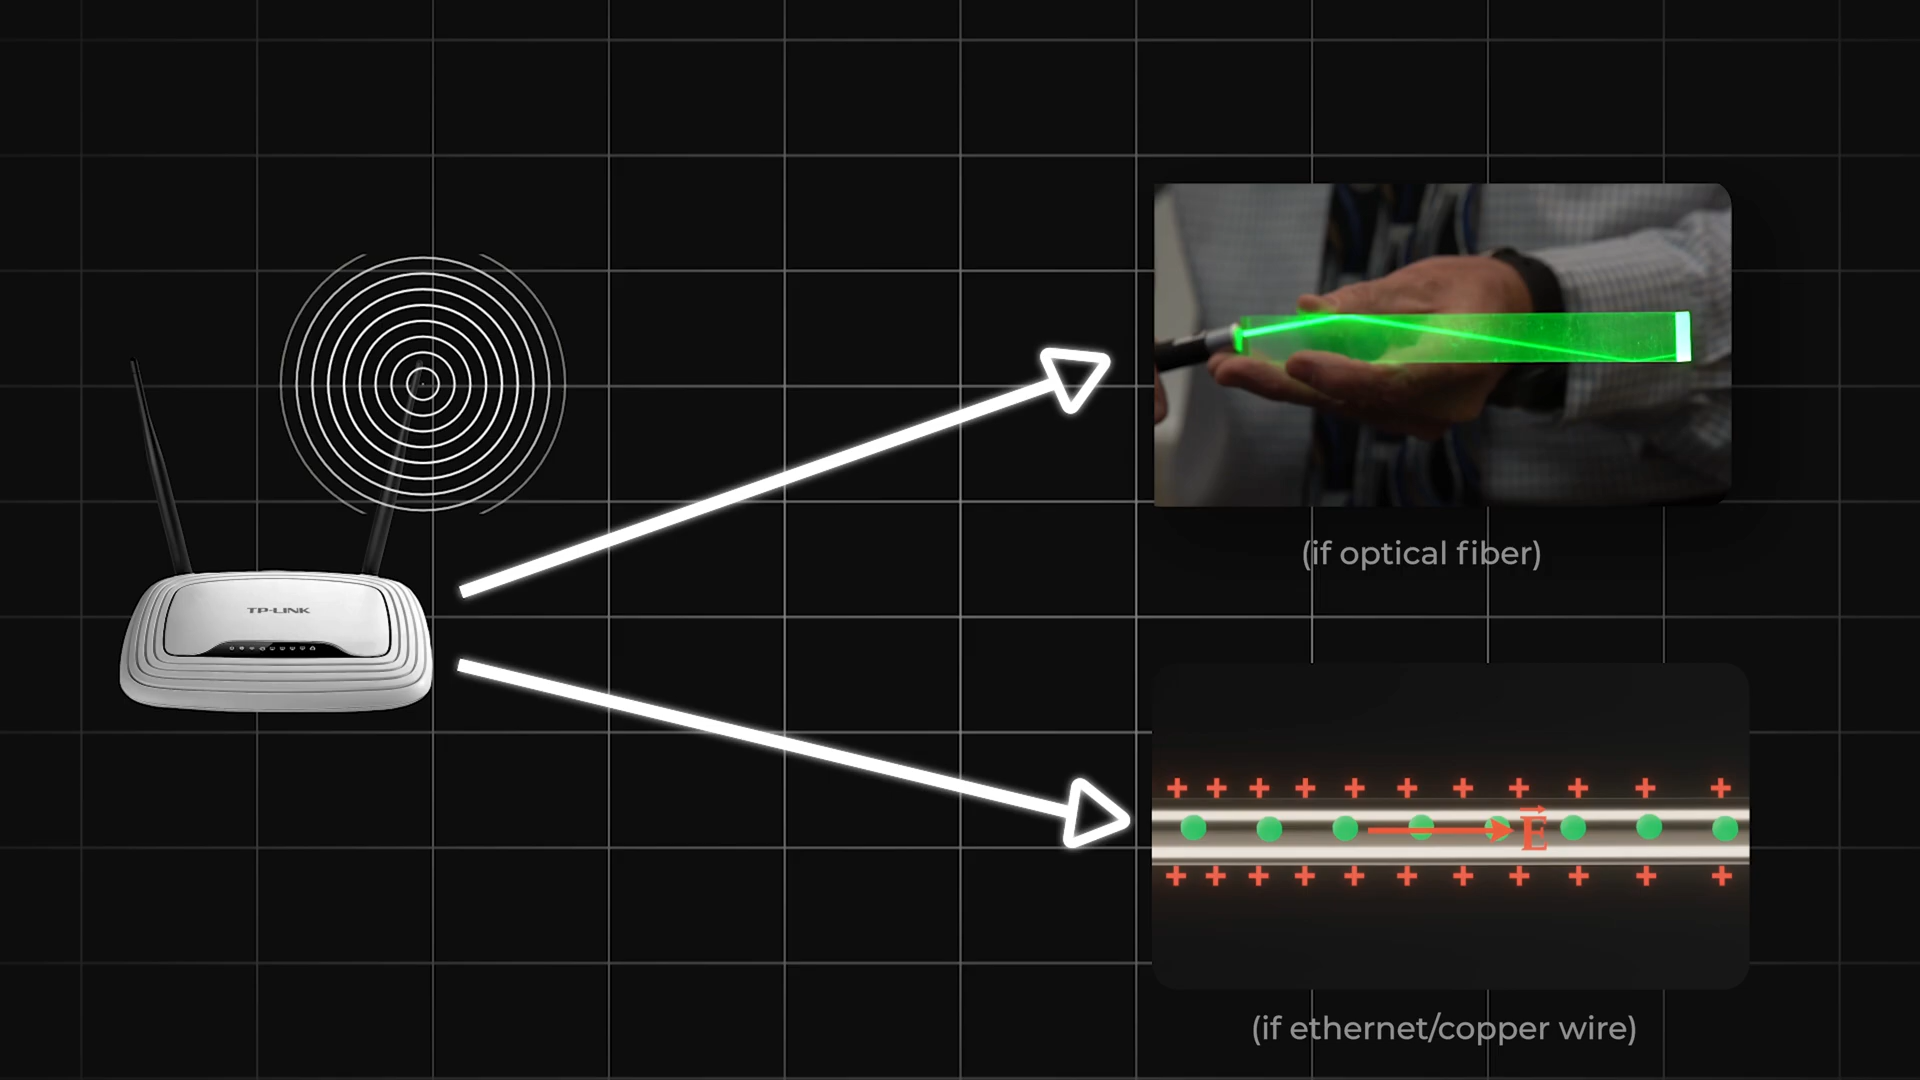 TP-LINK
(if optical fiber)
E
(if ethernet/copper wire)